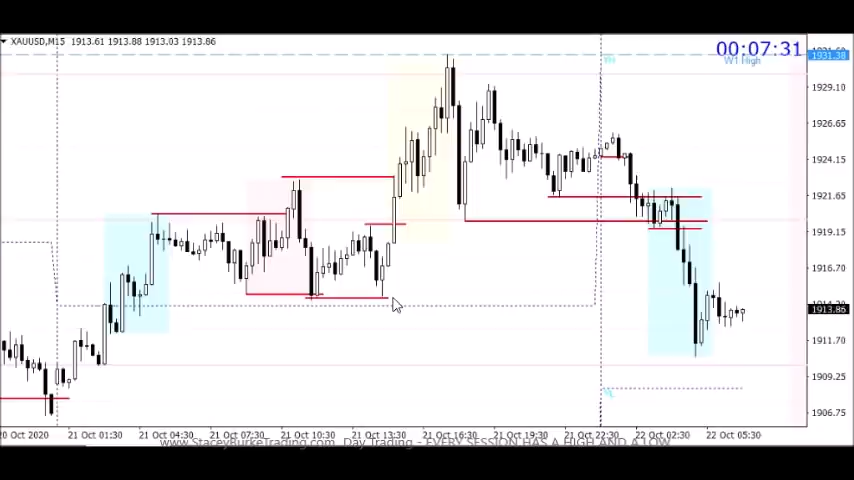 XAUUSD,M15 1913.61 1913.88 1913.03 1913.86
00:07:31
1931.38
W1 High
YH
1929.10
1926.65
1924.15
1921.65
1919.15
1916.70
1913.86
1911.70
1909.25
1906.75
YL
20 Oct 2020 21 Oct 01:30 21 Oct 04:30 21 Oct 07:30 21 Oct 10:30 21 Oct 13:30 21 Oct 16:30 21 Oct 19:30 21 Oct 22:30 22 Oct 02:30 22 Oct 05:30
www.StaceyBurkeTrading.com Day Trading - EVERY SESSION HAS A HIGH AND A LOW